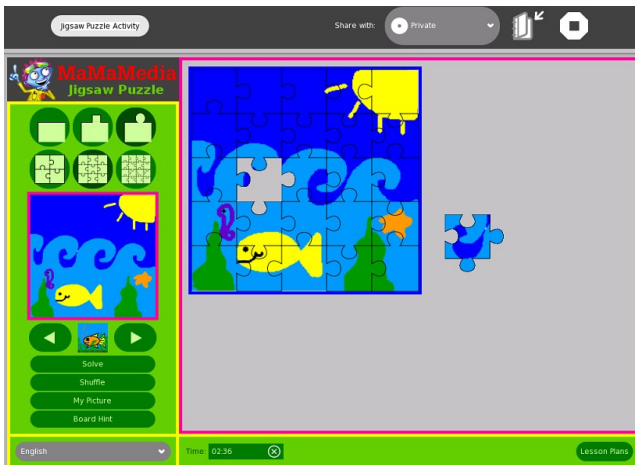 Jigsaw Puzzle Activity
Share with:
Private
MaMaMedia
Jigsaw Puzzle
Solve
Shuffle
My Picture
Board Hint
English
Time: 02:36
Lesson Plans